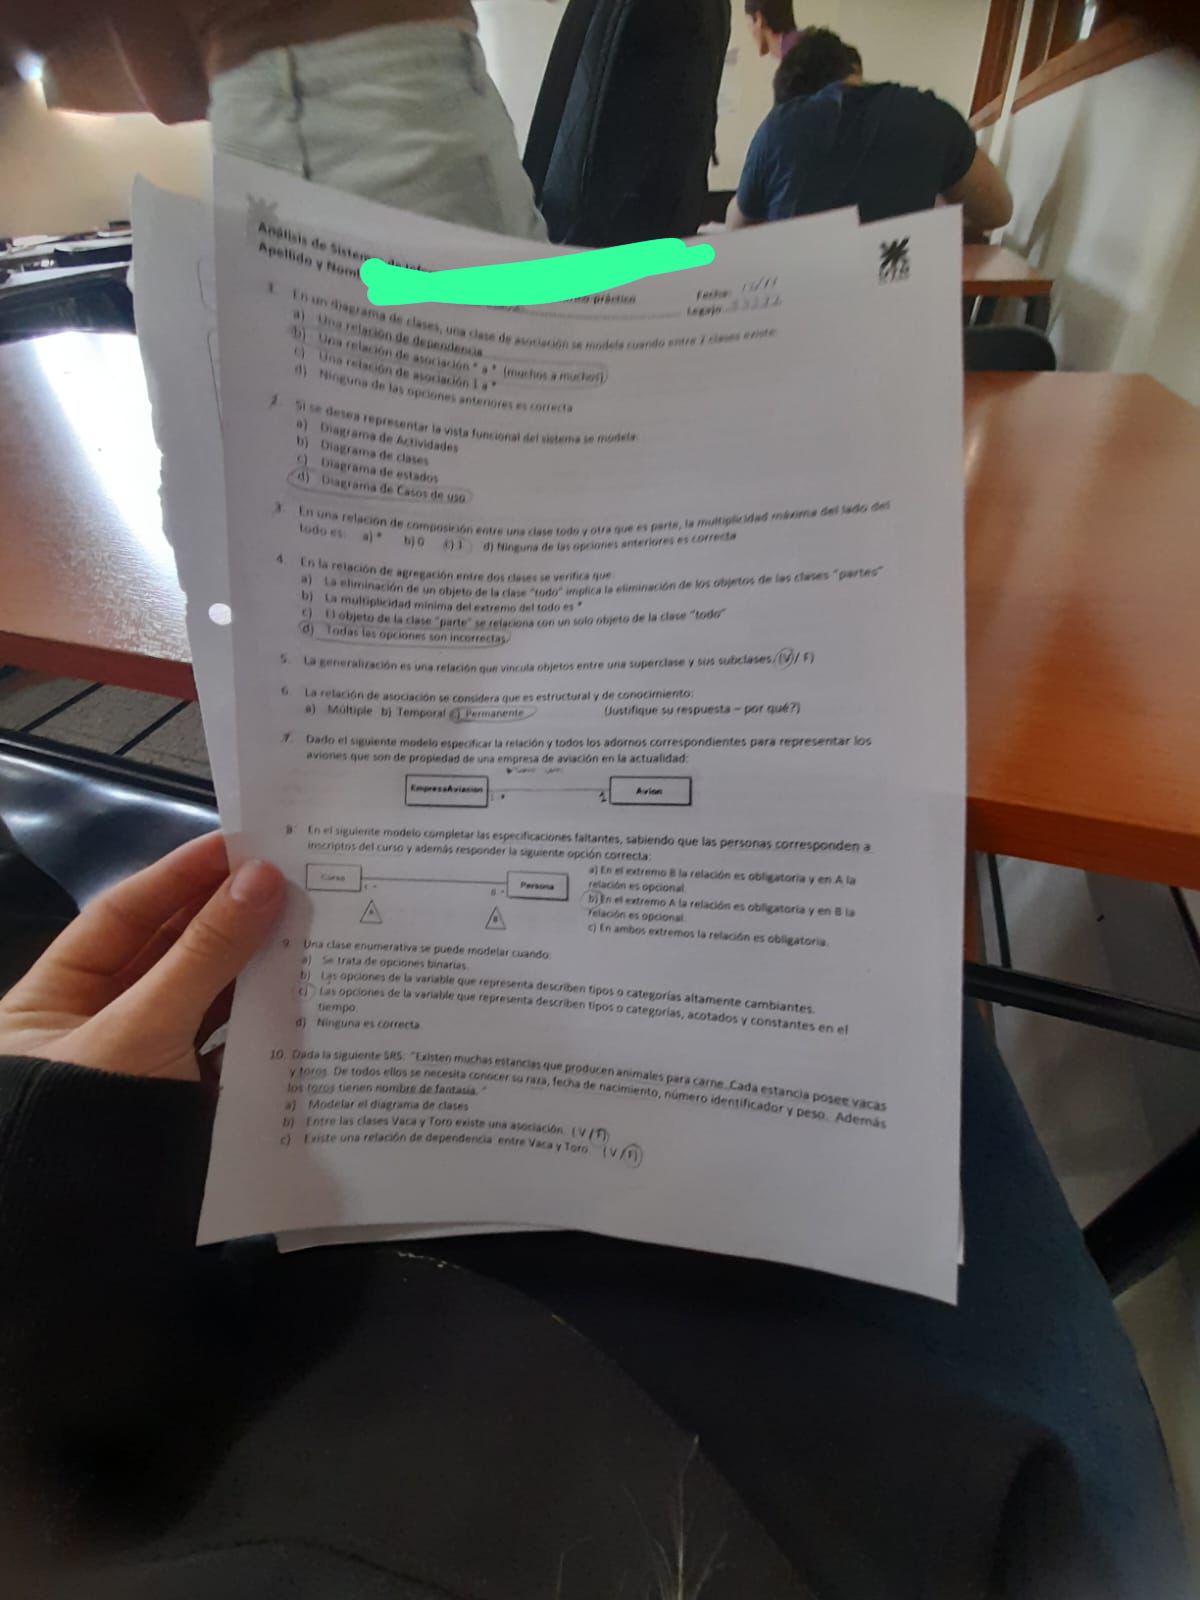 Análisis de Sistemas de
Apellido y Nom
práctico
Fecha: 13/11
Legajo
1. En un diagrama de clases, una clase de asociación se modela cuando entre 2 clases existe:
a) Una relación de dependencia
b) Una relación de asociación * a * (muchos a muchos)
c) Una relación de asociación 1 a *
d) Ninguna de las opciones anteriores es correcta
2. Si se desea representar la vista funcional del sistema se modela:
a) Diagrama de Actividades
b) Diagrama de clases
c) Diagrama de estados
d) Diagrama de Casos de uso
3. En una relación de composición entre una clase todo y otra que es parte, la multiplicidad máxima del lado del
todo es: a) * b) 0 c) 1 d) Ninguna de las opciones anteriores es correcta
4. En la relación de agregación entre dos clases se verifica que:
a) La eliminación de un objeto de la clase "todo" implica la eliminación de los objetos de las clases "partes"
b) La multiplicidad mínima del extremo del todo es *
c) El objeto de la clase "parte" se relaciona con un solo objeto de la clase "todo"
d) Todas las opciones son incorrectas
5. La generalización es una relación que vincula objetos entre una superclase y sus subclases. (V / F)
6. La relación de asociación se considera que es estructural y de conocimiento:
a) Múltiple b) Temporal c) Permanente (Justifique su respuesta – por qué?)
7. Dado el siguiente modelo especificar la relación y todos los adornos correspondientes para representar los
aviones que son de propiedad de una empresa de aviación en la actualidad:
EmpresaAviacion Avion
8. En el siguiente modelo completar las especificaciones faltantes, sabiendo que las personas corresponden a
inscriptos del curso y además responder la siguiente opción correcta:
Curso Persona
A B
a) En el extremo B la relación es obligatoria y en A la
relación es opcional.
b) En el extremo A la relación es obligatoria y en B la
relación es opcional.
c) En ambos extremos la relación es obligatoria.
9. Una clase enumerativa se puede modelar cuando:
a) Se trata de opciones binarias.
b) Las opciones de la variable que representa describen tipos o categorías altamente cambiantes.
c) Las opciones de la variable que representa describen tipos o categorías, acotados y constantes en el
tiempo.
d) Ninguna es correcta.
10. Dada la siguiente SRS: "Existen muchas estancias que producen animales para carne. Cada estancia posee vacas
y toros. De todos ellos se necesita conocer su raza, fecha de nacimiento, número identificador y peso. Además
los toros tienen nombre de fantasía. "
a) Modelar el diagrama de clases
b) Entre las clases Vaca y Toro existe una asociación. ( V / F)
c) Existe una relación de dependencia entre Vaca y Toro. ( V / F)